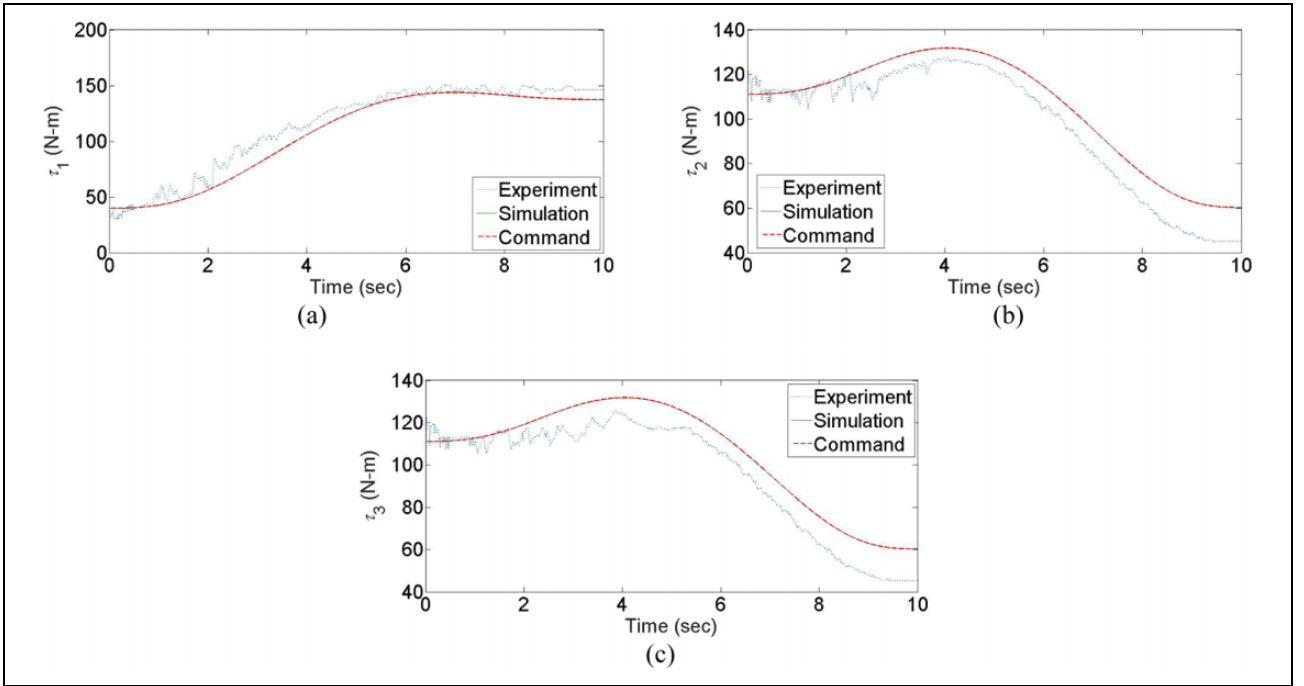 200
150
100
50
0
τ1 (N-m)
Experiment
Simulation
Command
0 2 4 6 8 10
Time (sec)
(a)
140
120
100
80
60
40
τ2 (N-m)
Experiment
Simulation
Command
0 2 4 6 8 10
Time (sec)
(b)
140
120
100
80
60
40
τ3 (N-m)
Experiment
Simulation
Command
0 2 4 6 8 10
Time (sec)
(c)